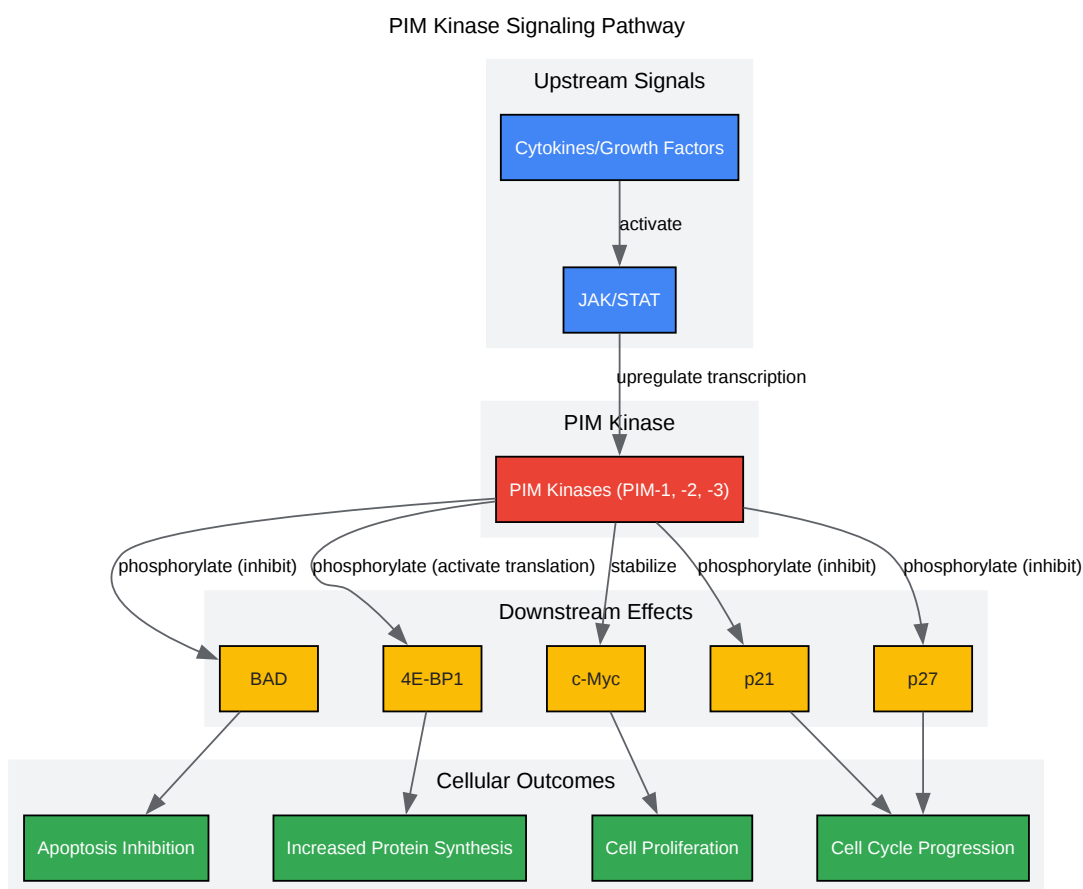 PIM Kinase Signaling Pathway
Upstream Signals
Cytokines/Growth Factors
activate
JAK/STAT
upregulate transcription
PIM Kinase
PIM Kinases (PIM-1, -2, -3)
phosphorylate (inhibit)
phosphorylate (activate translation)
stabilize
phosphorylate (inhibit)
phosphorylate (inhibit)
Downstream Effects
BAD
4E-BP1
c-Myc
p21
p27
Cellular Outcomes
Apoptosis Inhibition
Increased Protein Synthesis
Cell Proliferation
Cell Cycle Progression